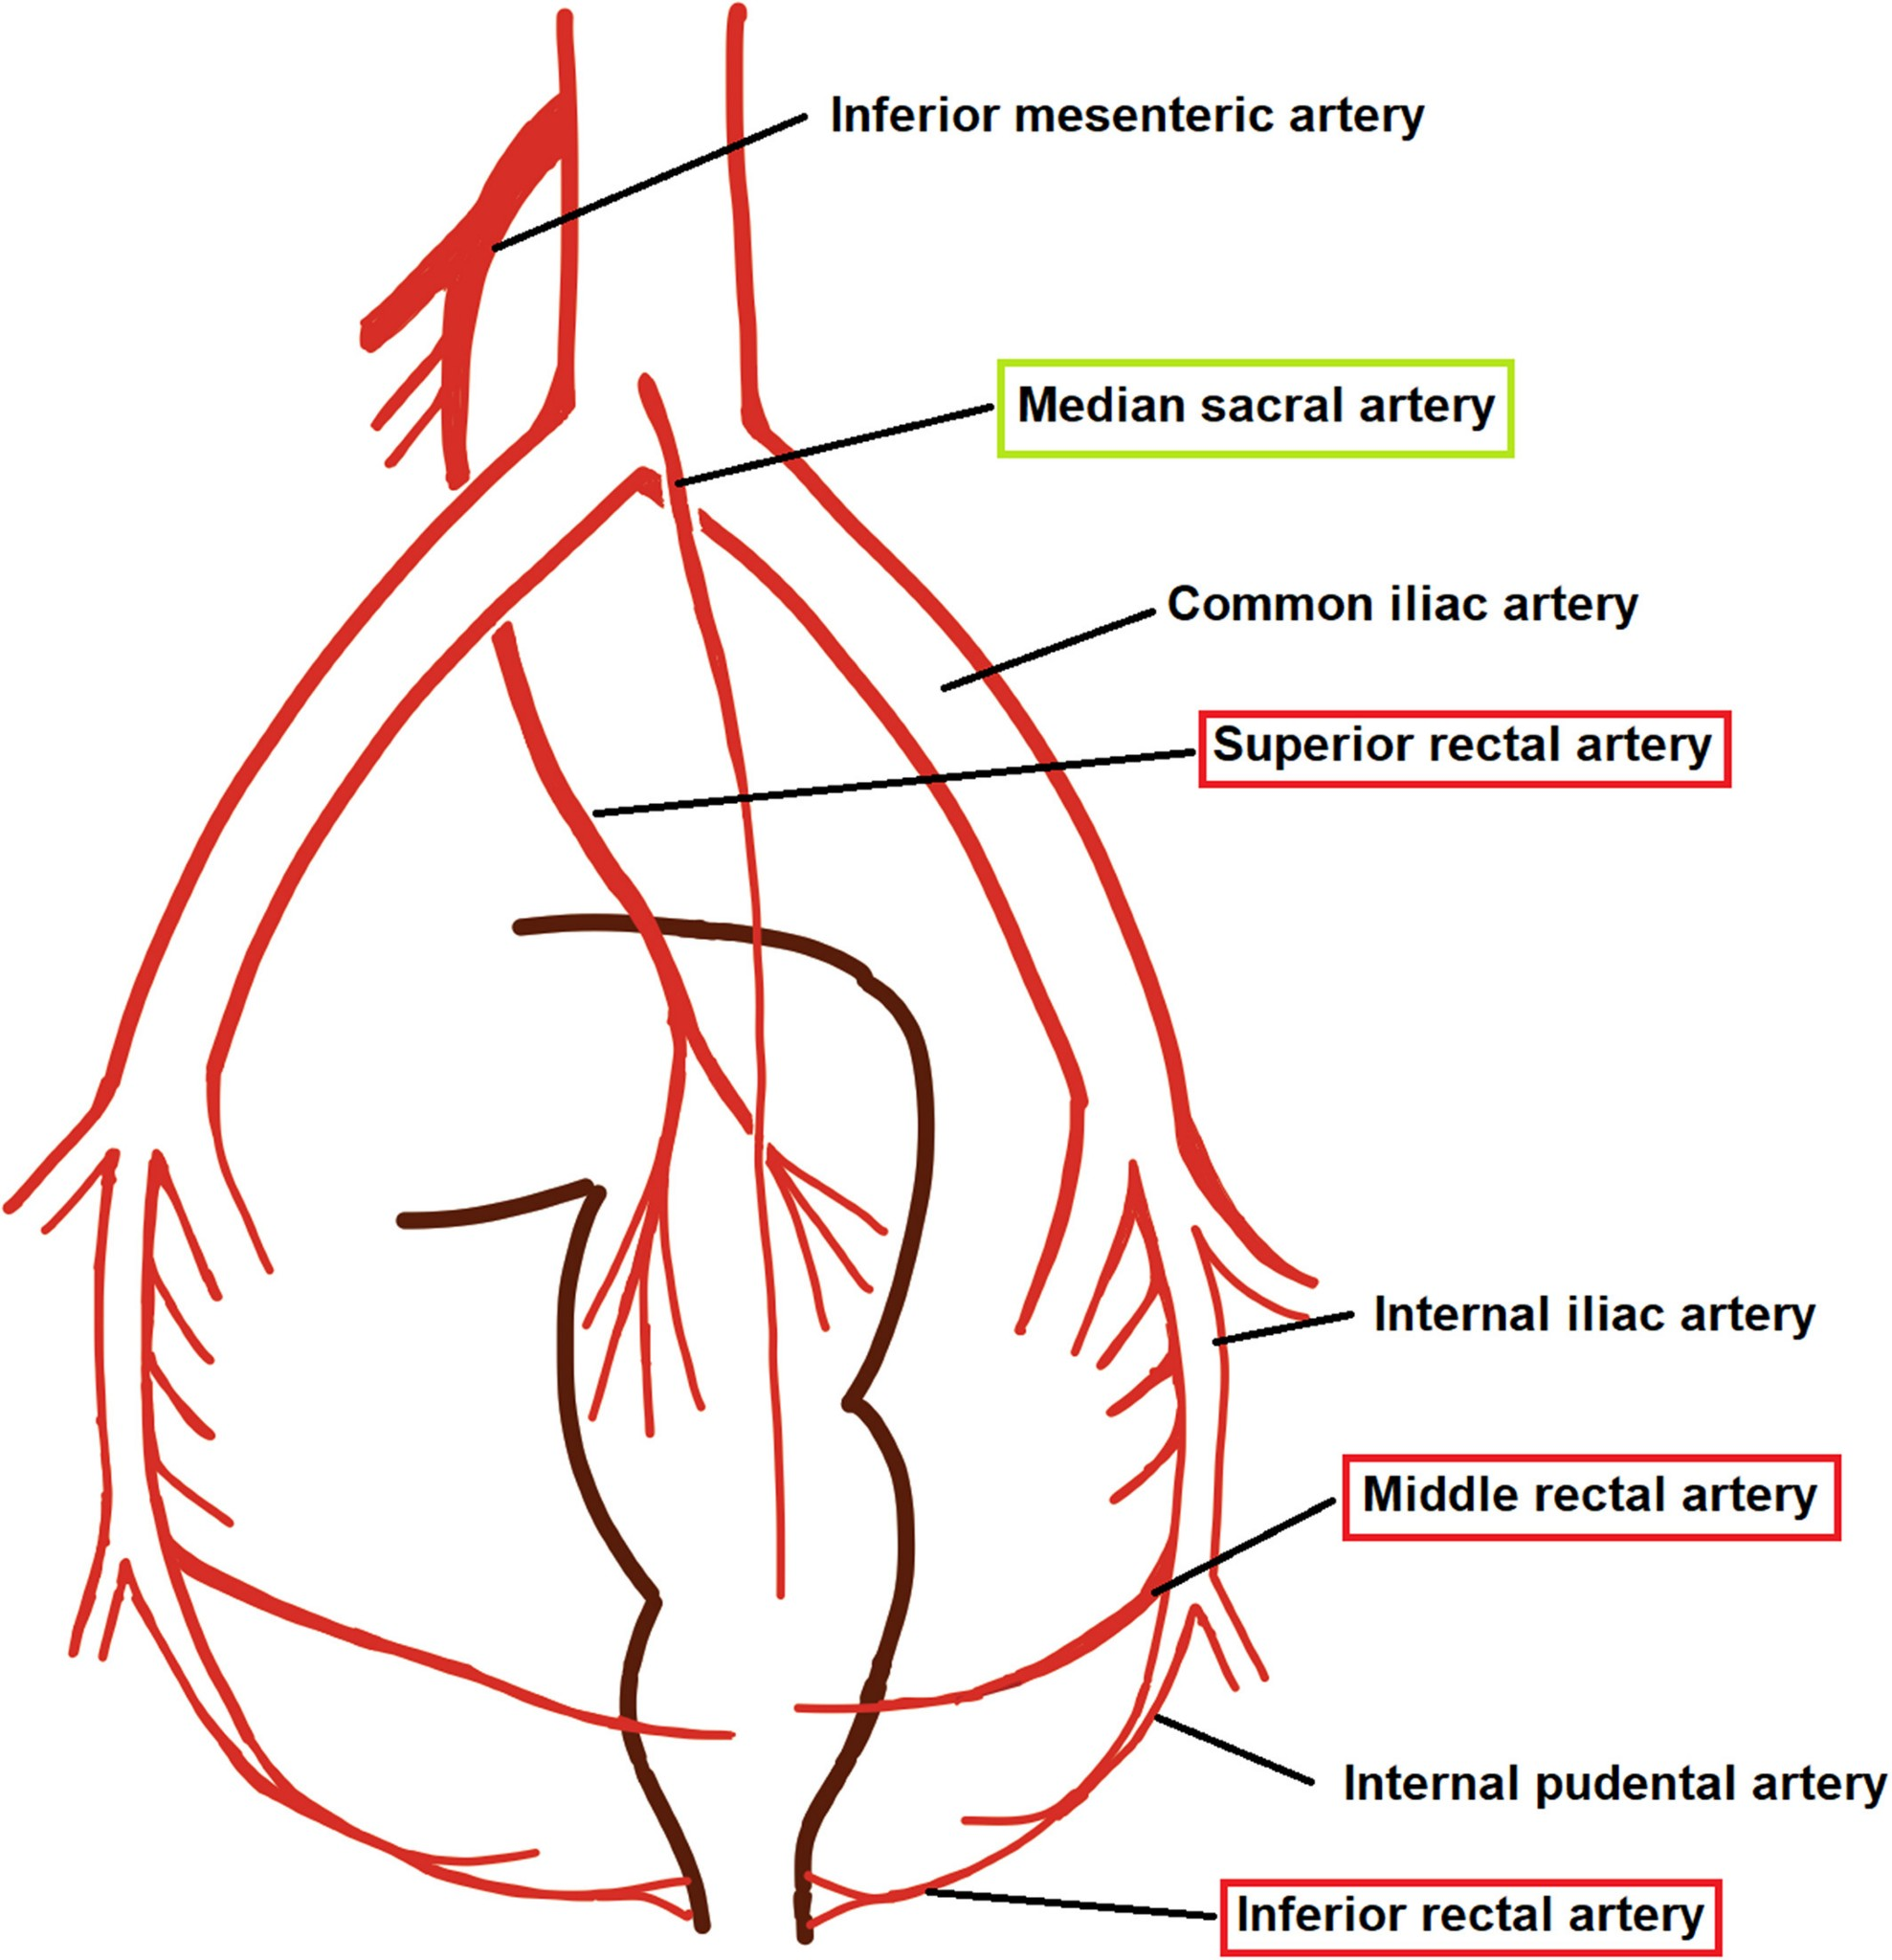 Inferior mesenteric artery
Median sacral artery
Common iliac artery
Superior rectal artery
Internal iliac artery
Middle rectal artery
Internal pudental artery
Inferior rectal artery